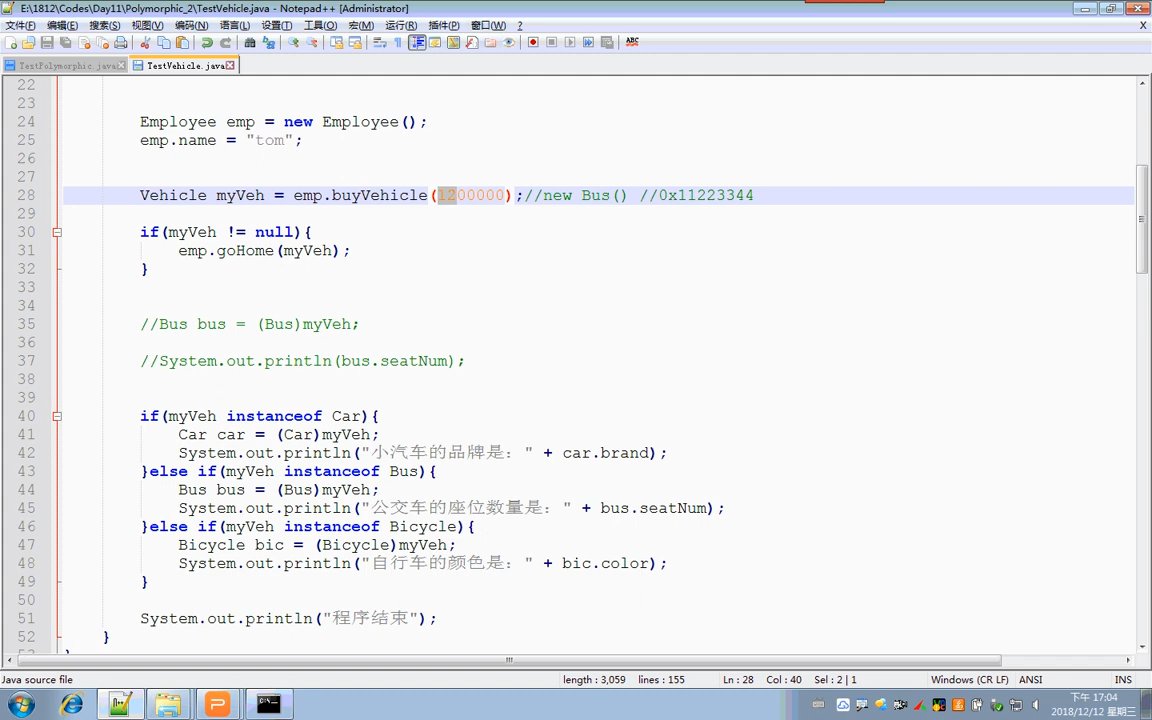 E:\1812\Codes\Day11\Polymorphic_2\TestVehicle.java - Notepad++ [Administrator]
文件(F) 编辑(E) 搜索(S) 视图(V) 编码(N) 语言(L) 设置(T) 工具(O) 宏(M) 运行(R) 插件(P) 窗口(W) ? X
ABC
TestPolymorphic.java TestVehicle.java
22
23
24 Employee emp = new Employee();
25 emp.name = "tom";
26
27
28 Vehicle myVeh = emp.buyVehicle(1200000);//new Bus() //0x11223344
29
30 if(myVeh != null){
31 emp.goHome(myVeh);
32 }
33
34
35 //Bus bus = (Bus)myVeh;
36
37 //System.out.println(bus.seatNum);
38
39
40 if(myVeh instanceof Car){
41 Car car = (Car)myVeh;
42 System.out.println("小汽车的品牌是：" + car.brand);
43 }else if(myVeh instanceof Bus){
44 Bus bus = (Bus)myVeh;
45 System.out.println("公交车的座位数量是：" + bus.seatNum);
46 }else if(myVeh instanceof Bicycle){
47 Bicycle bic = (Bicycle)myVeh;
48 System.out.println("自行车的颜色是：" + bic.color);
49 }
50
51 System.out.println("程序结束");
52 }
Java source file length : 3,059 lines : 155 Ln : 28 Col : 40 Sel : 2 | 1 Windows (CR LF) ANSI INS
下午 17:04
2018/12/12 星期三